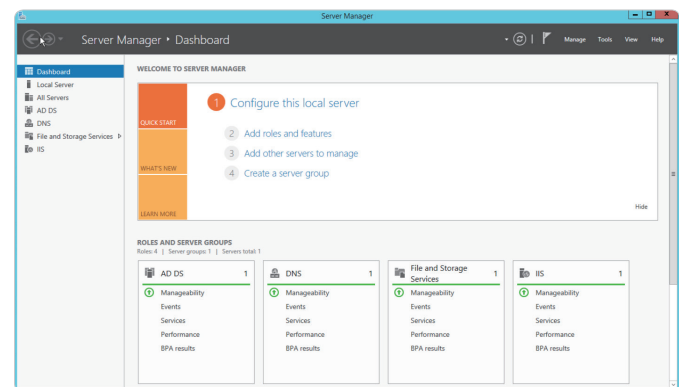 Server Manager
Server Manager ‣ Dashboard
Manage Tools View Help
Dashboard
Local Server
All Servers
AD DS
DNS
File and Storage Services
IIS
WELCOME TO SERVER MANAGER
QUICK START
WHAT'S NEW
LEARN MORE
1 Configure this local server
2 Add roles and features
3 Add other servers to manage
4 Create a server group
Hide
ROLES AND SERVER GROUPS
Roles: 4 | Server groups: 1 | Servers total: 1
AD DS 1
Manageability
Events
Services
Performance
BPA results
DNS 1
Manageability
Events
Services
Performance
BPA results
File and Storage
Services 1
Manageability
Events
Services
Performance
BPA results
IIS 1
Manageability
Events
Services
Performance
BPA results